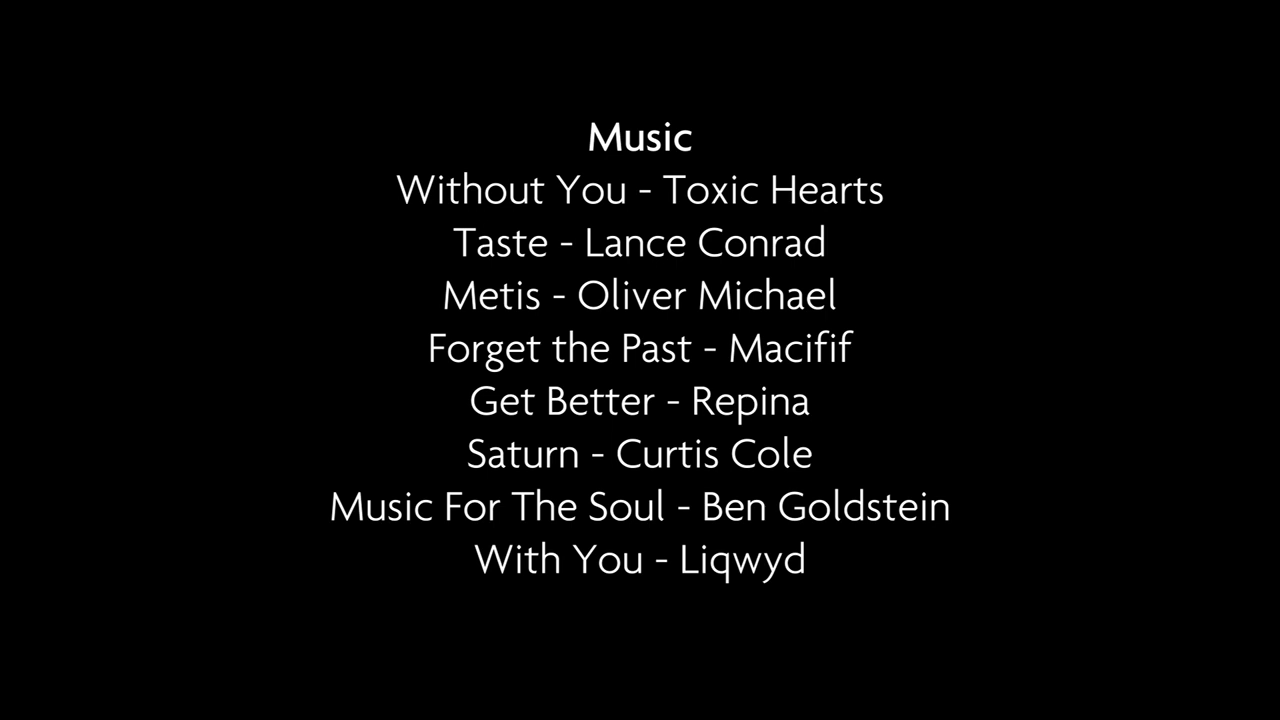 Music
Without You - Toxic Hearts
Taste - Lance Conrad
Metis - Oliver Michael
Forget the Past - Macifif
Get Better - Repina
Saturn - Curtis Cole
Music For The Soul - Ben Goldstein
With You - Liqwyd